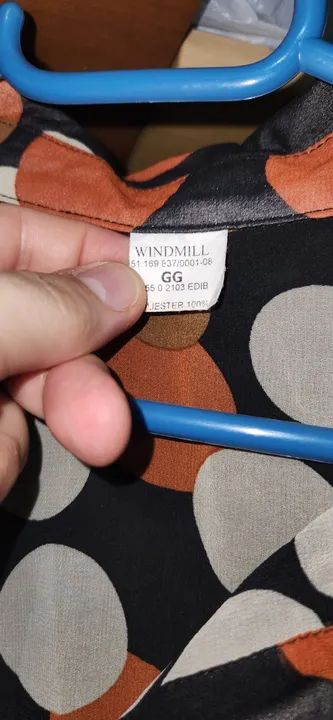 WINDMILL
51.169.837/0001-08
GG
55 0 2103 EDIB
100%